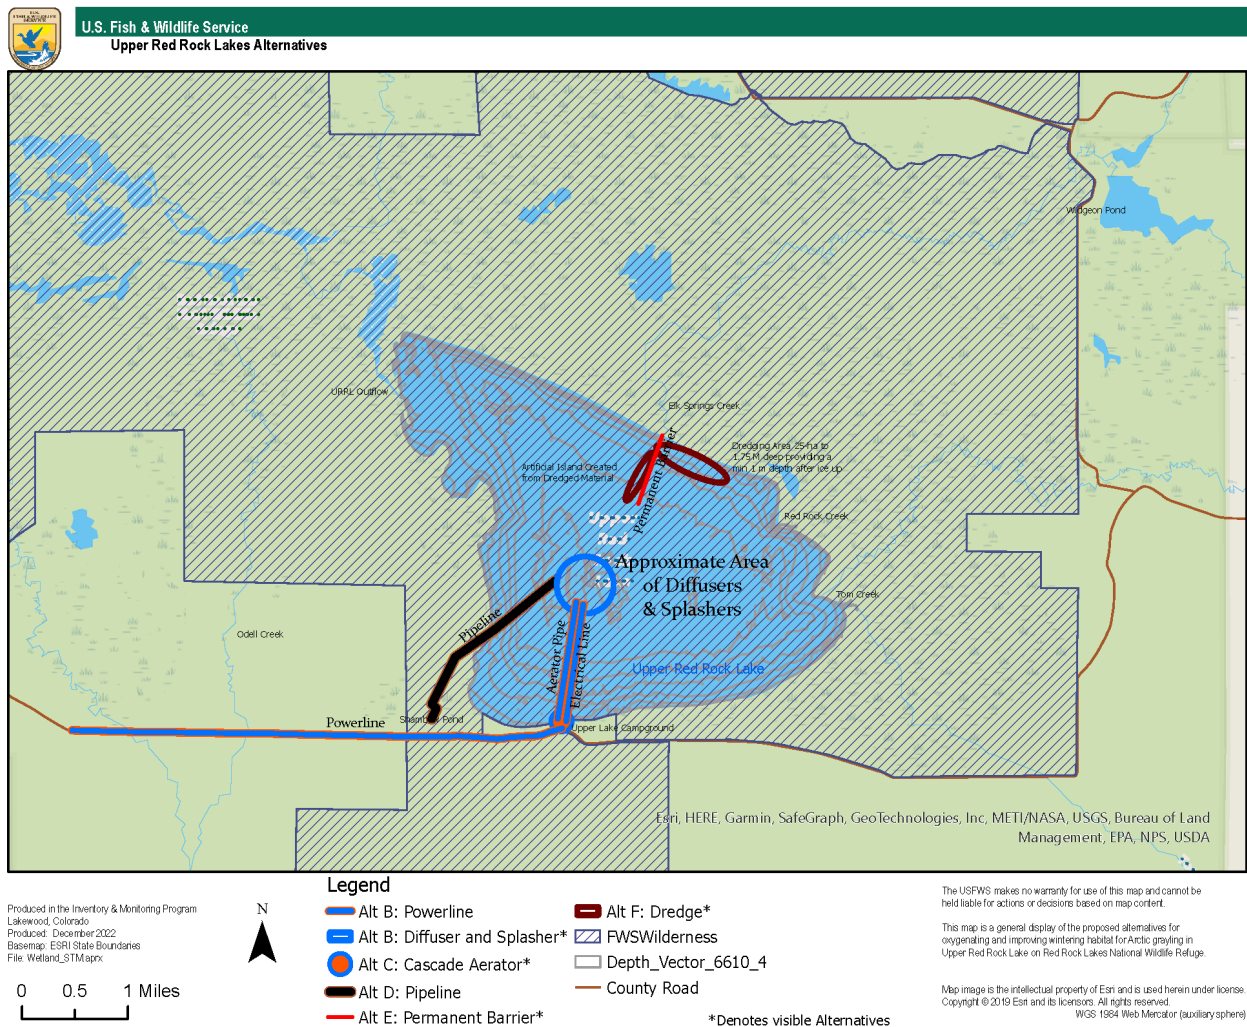 U.S. Fish & Wildlife Service
Upper Red Rock Lakes Alternatives
Widgeon Pond
URRL Outflow
Elk Springs Creek
Permanent Barrier
Dredging Area 25-ha to
1.75 M deep providing a
min 1 m depth after ice up
Artificial Island Created
from Dredged Material
Red Rock Creek
Approximate Area
of Diffusers
& Splashers
Tom Creek
Pipeline
Odell Creek
Aerator Pipe
Electrical Line
Upper Red Rock Lake
Powerline
Pond
Upper Lake Campground
Esri, HERE, Garmin, SafeGraph, GeoTechnologies, Inc, METI/NASA, USGS, Bureau of Land
Management, EPA, NPS, USDA
Legend
Alt B: Powerline
Alt B: Diffuser and Splasher*
Alt C: Cascade Aerator*
Alt D: Pipeline
Alt E: Permanent Barrier*
Alt F: Dredge*
FWSWilderness
Depth_Vector_6610_4
County Road
*Denotes visible Alternatives
Produced in the Inventory & Monitoring Program
Lakewood, Colorado
Produced: December 2022
Basemap: ESRI State Boundaries
File: Wetland_STM.aprx
N
0 0.5 1 Miles
The USFWS makes no warranty for use of this map and cannot be
held liable for actions or decisions based on map content.
This map is a general display of the proposed alternatives for
oxygenating and improving wintering habitat for Arctic grayling in
Upper Red Rock Lake on Red Rock Lakes National Wildlife Refuge.
Map image is the intellectual property of Esri and is used herein under license.
Copyright © 2019 Esri and its licensors. All rights reserved.
WGS 1984 Web Mercator (auxiliary sphere)